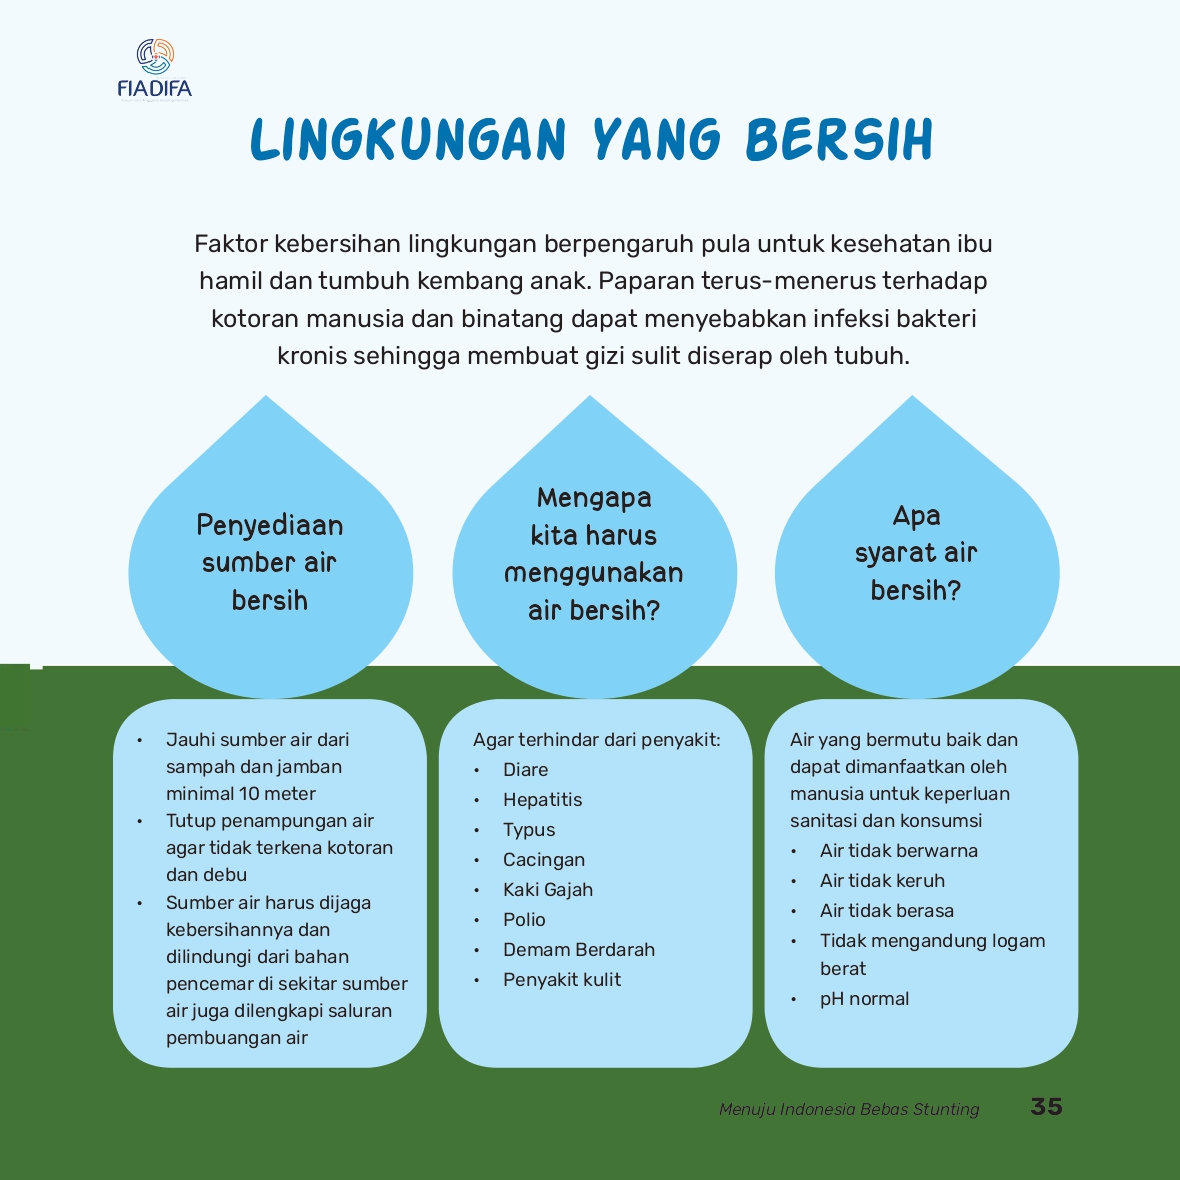 FIADIFA
LINGKUNGAN YANG BERSIH
Faktor kebersihan lingkungan berpengaruh pula untuk kesehatan ibu
hamil dan tumbuh kembang anak. Paparan terus-menerus terhadap
kotoran manusia dan binatang dapat menyebabkan infeksi bakteri
kronis sehingga membuat gizi sulit diserap oleh tubuh.
Penyediaan
sumber air
bersih
• Jauhi sumber air dari
sampah dan jamban
minimal 10 meter
• Tutup penampungan air
agar tidak terkena kotoran
dan debu
• Sumber air harus dijaga
kebersihannya dan
dilindungi dari bahan
pencemar di sekitar sumber
air juga dilengkapi saluran
pembuangan air
Mengapa
kita harus
menggunakan
air bersih?
Agar terhindar dari penyakit:
• Diare
• Hepatitis
• Typus
• Cacingan
• Kaki Gajah
• Polio
• Demam Berdarah
• Penyakit kulit
Apa
syarat air
bersih?
Air yang bermutu baik dan
dapat dimanfaatkan oleh
manusia untuk keperluan
sanitasi dan konsumsi
• Air tidak berwarna
• Air tidak keruh
• Air tidak berasa
• Tidak mengandung logam
berat
• pH normal
Menuju Indonesia Bebas Stunting 35